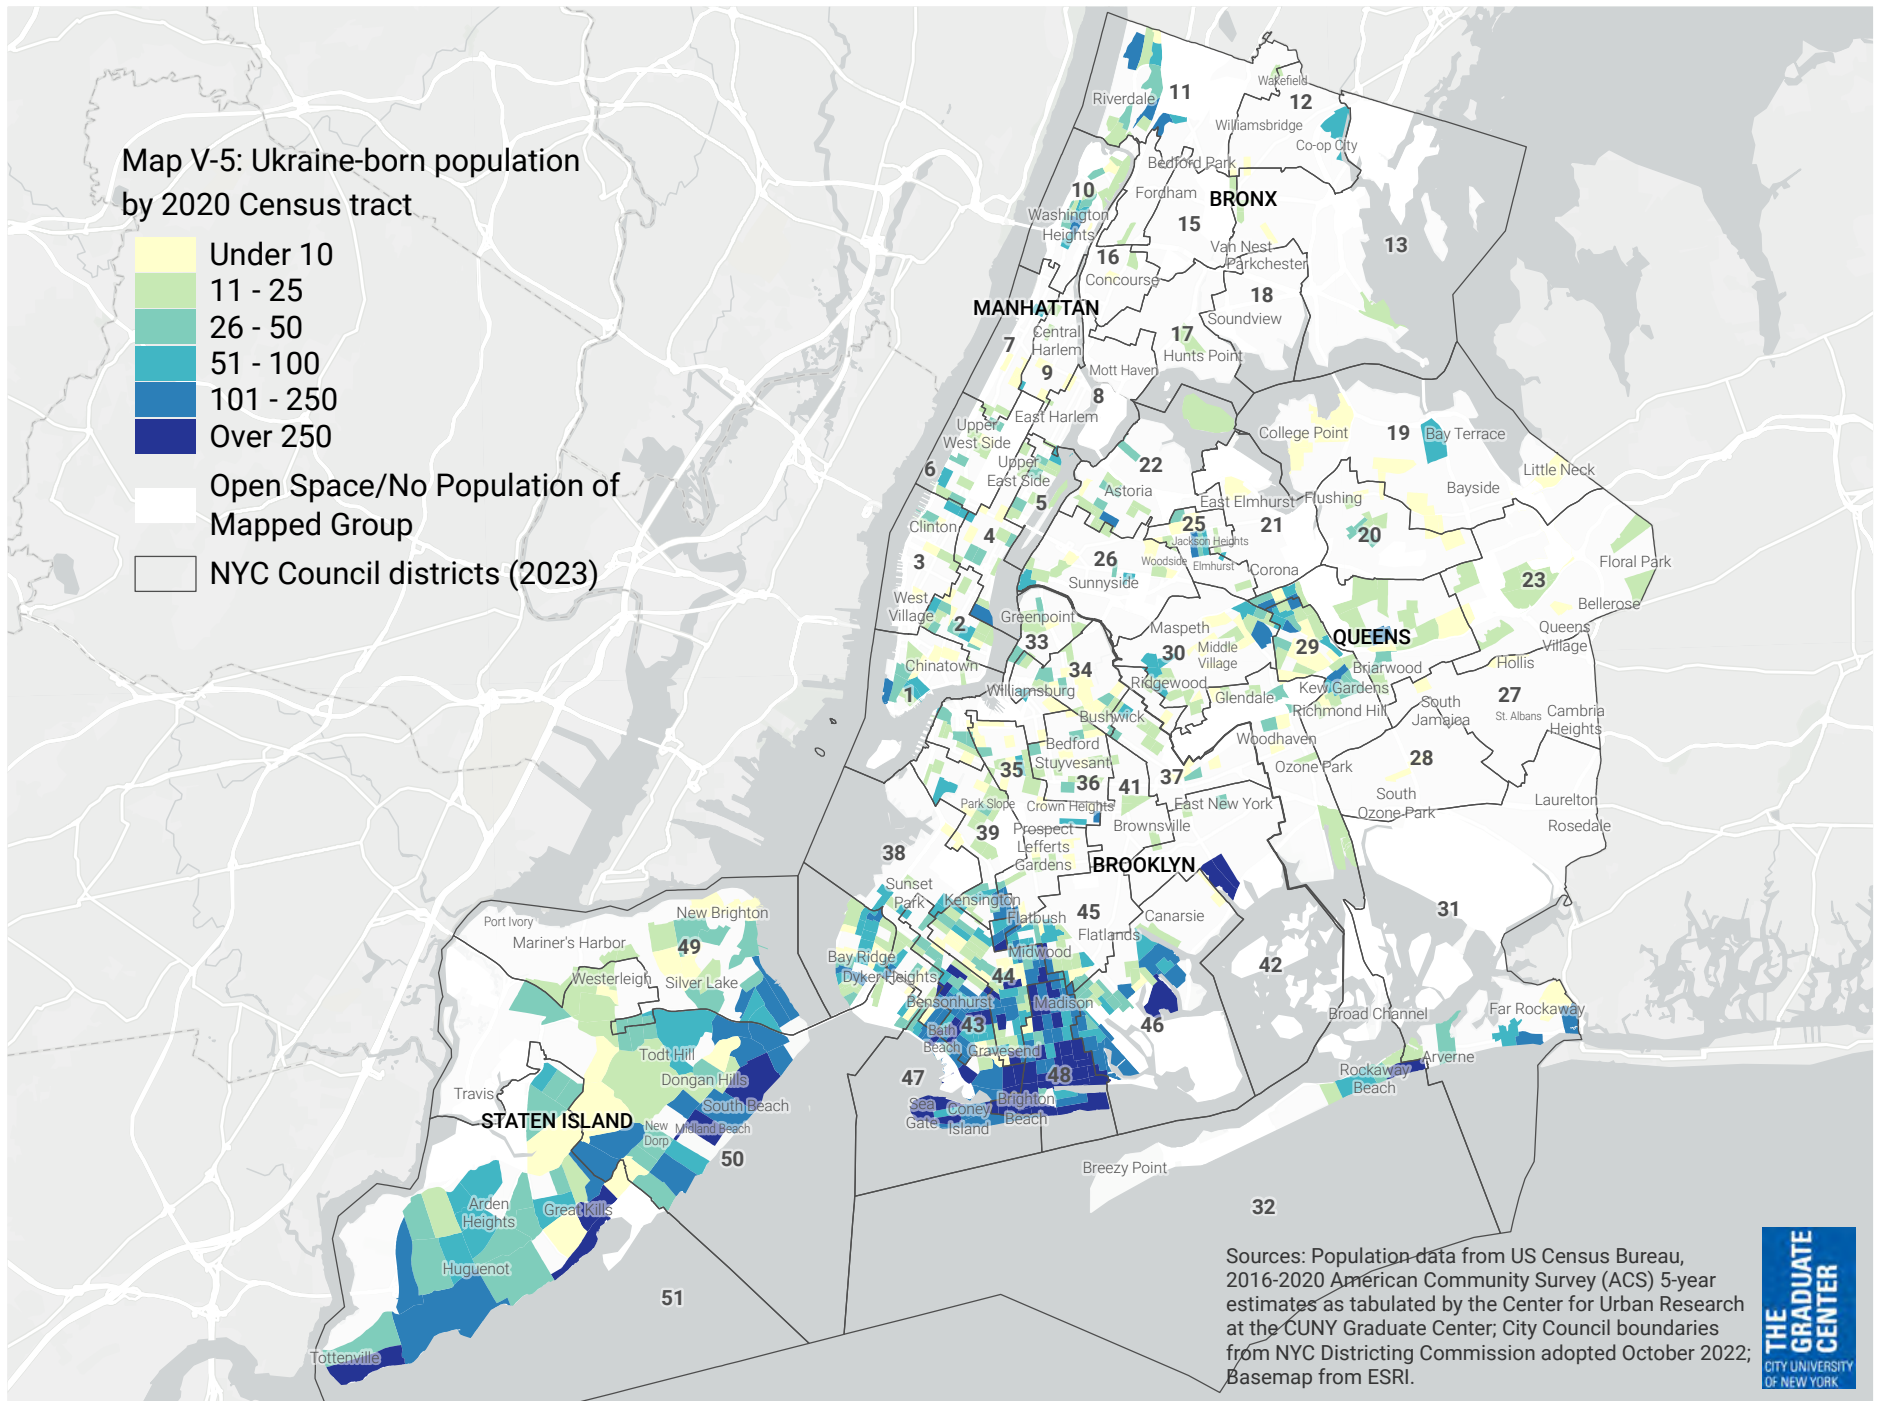 Map V-5: Ukraine-born population
by 2020 Census tract
Under 10
11 - 25
26 - 50
51 - 100
101 - 250
Over 250
Open Space/No Population of
Mapped Group
NYC Council districts (2023)
Wakefield
Riverdale
11
12
Williamsbridge
Co-op City
Bedford Park
10
Fordham
BRONX
Washington
Heights
15
13
Van Nest
Parkchester
16
Concourse
18
MANHATTAN
Soundview
Central
Harlem
7
17
Hunts Point
9
Mott Haven
8
East Harlem
Upper
West Side
College Point
19
Bay Terrace
6
Upper
East Side
22
Little Neck
Astoria
Bayside
5
East Elmhurst
Flushing
Clinton
25
21
4
20
Jackson Heights
3
26
Woodside
Elmhurst
Corona
Floral Park
Sunnyside
23
West
Village
Bellerose
2
Greenpoint
Maspeth
QUEENS
Queens
Village
33
30
Middle
Village
29
Chinatown
34
Briarwood
Hollis
1
Williamsburg
Ridgewood
Glendale
Kew Gardens
27
Richmond Hill
South
Jamaica
St. Albans
Cambria
Heights
Bushwick
Bedford
Stuyvesant
Woodhaven
35
28
36
41
37
Ozone Park
Park Slope
Crown Heights
East New York
South
Ozone Park
Laurelton
39
Prospect
Lefferts
Gardens
Brownsville
Rosedale
38
BROOKLYN
Sunset
Park
Kensington
New Brighton
Flatbush
45
Canarsie
31
Port Ivory
Mariner's Harbor
49
Flatlands
Bay Ridge
Midwood
42
Westerleigh
Silver Lake
Dyker Heights
44
Bensonhurst
Madison
Far Rockaway
Broad Channel
43
46
Bath
Beach
Gravesend
Todt Hill
Arverne
47
48
Rockaway
Beach
Dongan Hills
Travis
South Beach
Sea
Gate
Coney
Island
Brighton
Beach
STATEN ISLAND
New
Dorp
Midland Beach
50
Breezy Point
Arden
Heights
Great Kills
32
Huguenot
51
Tottenville
Sources: Population data from US Census Bureau,
2016-2020 American Community Survey (ACS) 5-year
estimates as tabulated by the Center for Urban Research
at the CUNY Graduate Center; City Council boundaries
from NYC Districting Commission adopted October 2022;
Basemap from ESRI.
THE
GRADUATE
CENTER
CITY UNIVERSITY
OF NEW YORK